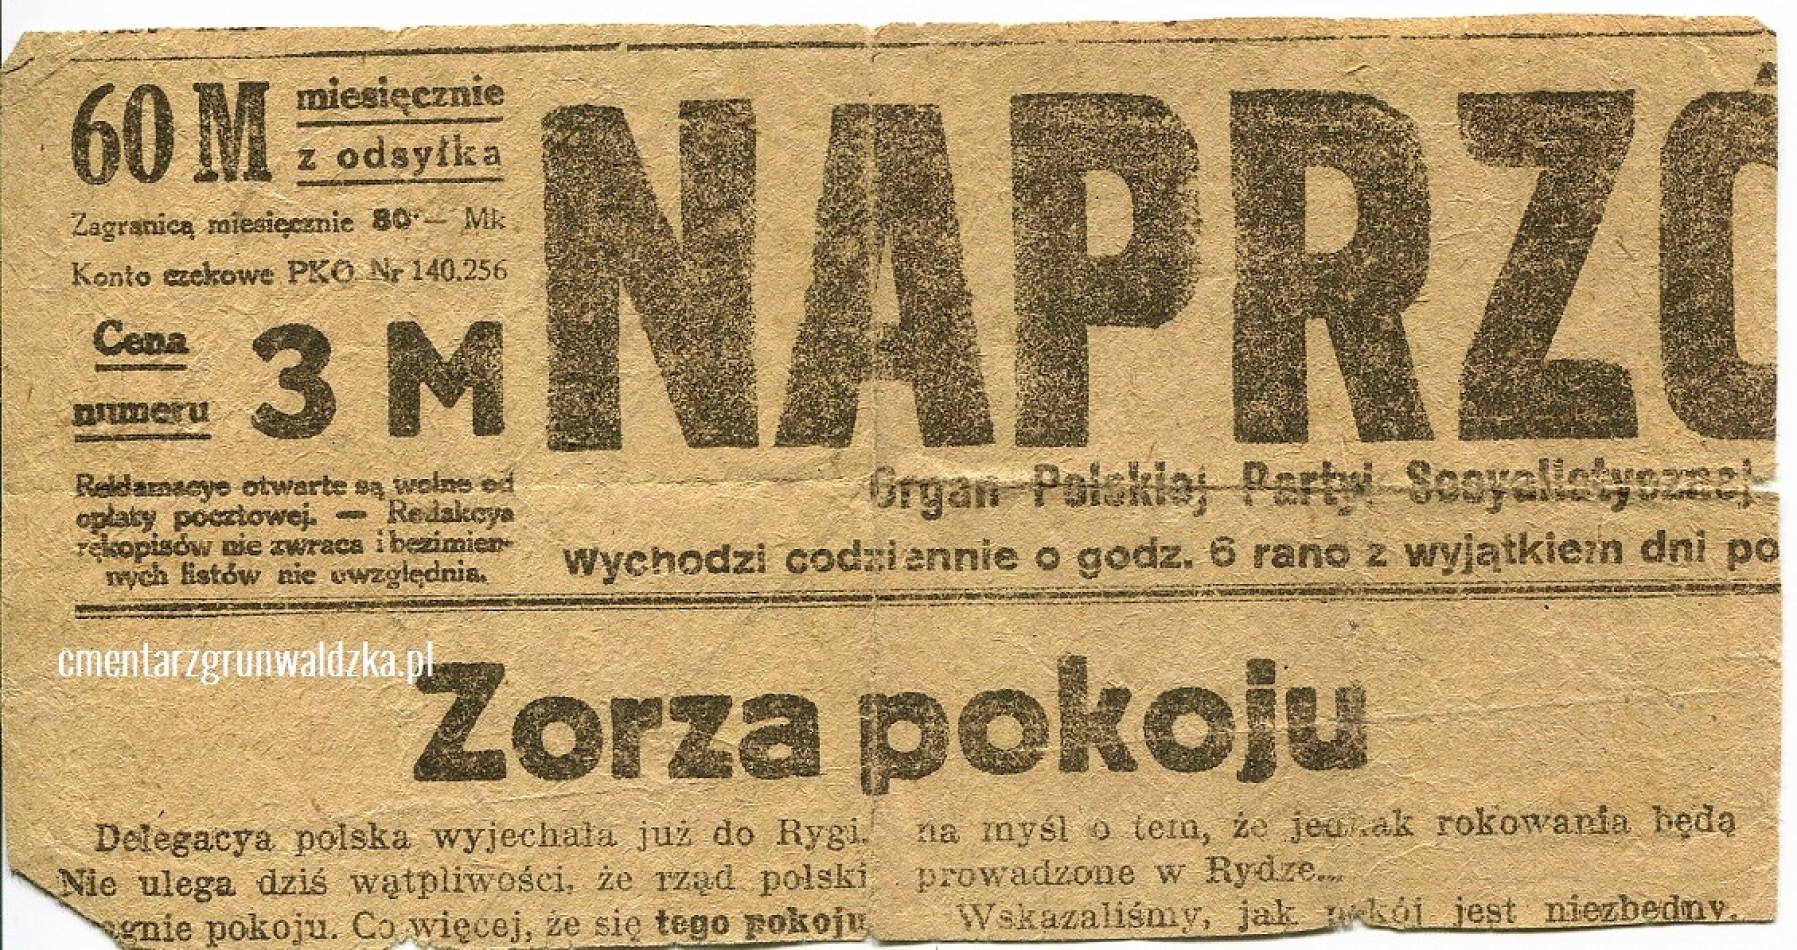 60 M miesięcznie
z odsyłka
Zagranicą miesięcznie 80·— Mk
Konto czekowe PKO Nr 140.256
Cena
numeru 3 M
Reklamacye otwarte są wolne od
opłaty pocztowej. — Redakcya
rękopisów nie zwraca i bezimien-
nych listów nie uwzględnia.
NAPRZÓ
Organ Polskiej Partyi Socyalistycznej
Wychodzi codziennie o godz. 6 rano z wyjątkiem dni po
cmentarzgrunwaldzka.pl
Zorza pokoju
Delegacya polska wyjechała już do Rygi.
Nie ulega dziś wątpliwości, że rząd polski
agnie pokoju. Co więcej, że się tego pokoju
na myśl o tem, że jednak rokowania będą
prowadzone w Rydze...
Wskazaliśmy, jak pokój jest niezbędny.